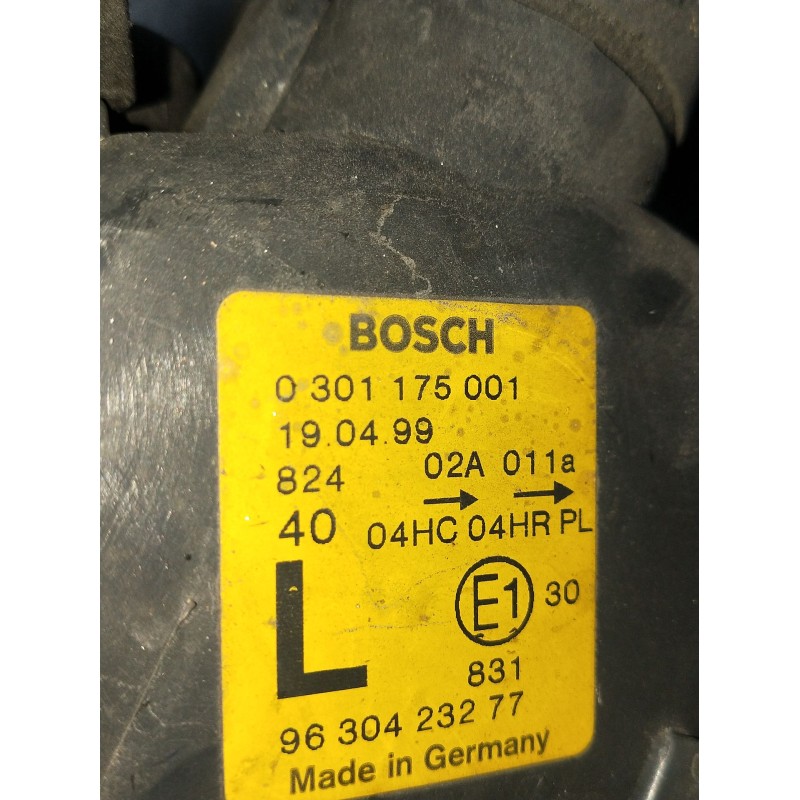 BOSCH
0 301 175 001
19.04.99
824 02A 011a
40 → →
04HC 04HR PL
L E1 30
831
96 304 232 77
Made in Germany